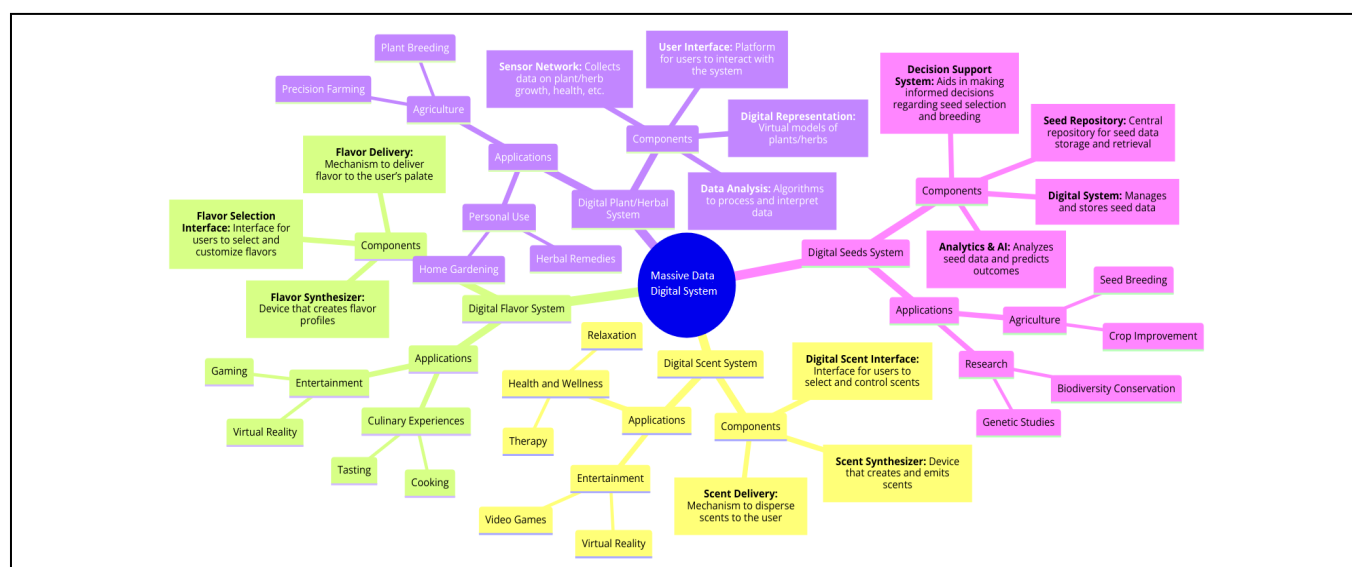 Massive Data
Digital System
Digital Plant/Herbal
System
Applications
Agriculture
Plant Breeding
Precision Farming
Personal Use
Home Gardening
Herbal Remedies
Components
Sensor Network: Collects
data on plant/herb
growth, health, etc.
User Interface: Platform
for users to interact with
the system
Digital Representation:
Virtual models of
plants/herbs
Data Analysis: Algorithms
to process and interpret
data
Digital Seeds System
Components
Decision Support
System: Aids in making
informed decisions
regarding seed selection
and breeding
Seed Repository: Central
repository for seed data
storage and retrieval
Digital System: Manages
and stores seed data
Analytics & AI: Analyzes
seed data and predicts
outcomes
Applications
Agriculture
Seed Breeding
Crop Improvement
Research
Biodiversity Conservation
Genetic Studies
Digital Flavor System
Components
Flavor Delivery:
Mechanism to deliver
flavor to the user's palate
Flavor Selection
Interface: Interface for
users to select and
customize flavors
Flavor Synthesizer:
Device that creates flavor
profiles
Applications
Entertainment
Gaming
Virtual Reality
Culinary Experiences
Tasting
Cooking
Digital Scent System
Applications
Health and Wellness
Relaxation
Therapy
Entertainment
Video Games
Virtual Reality
Components
Digital Scent Interface:
Interface for users to
select and control scents
Scent Synthesizer: Device
that creates and emits
scents
Scent Delivery:
Mechanism to disperse
scents to the user